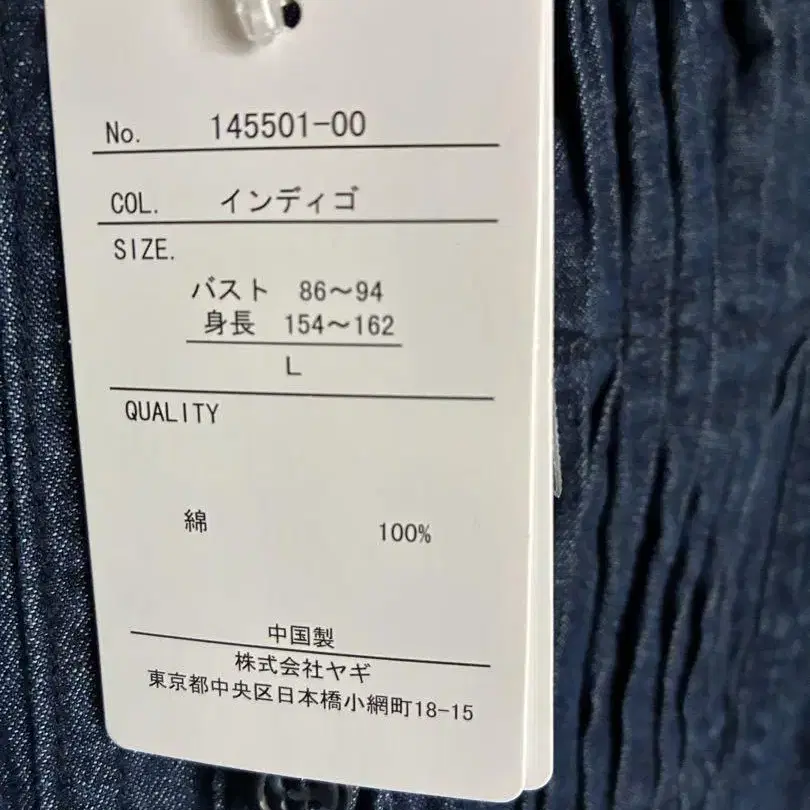 No. 145501-00
COL. インディゴ
SIZE.
バスト 86～94
身長 154～162
L
QUALITY
綿 100%
中国製
株式会社ヤギ
東京都中央区日本橋小網町18-15